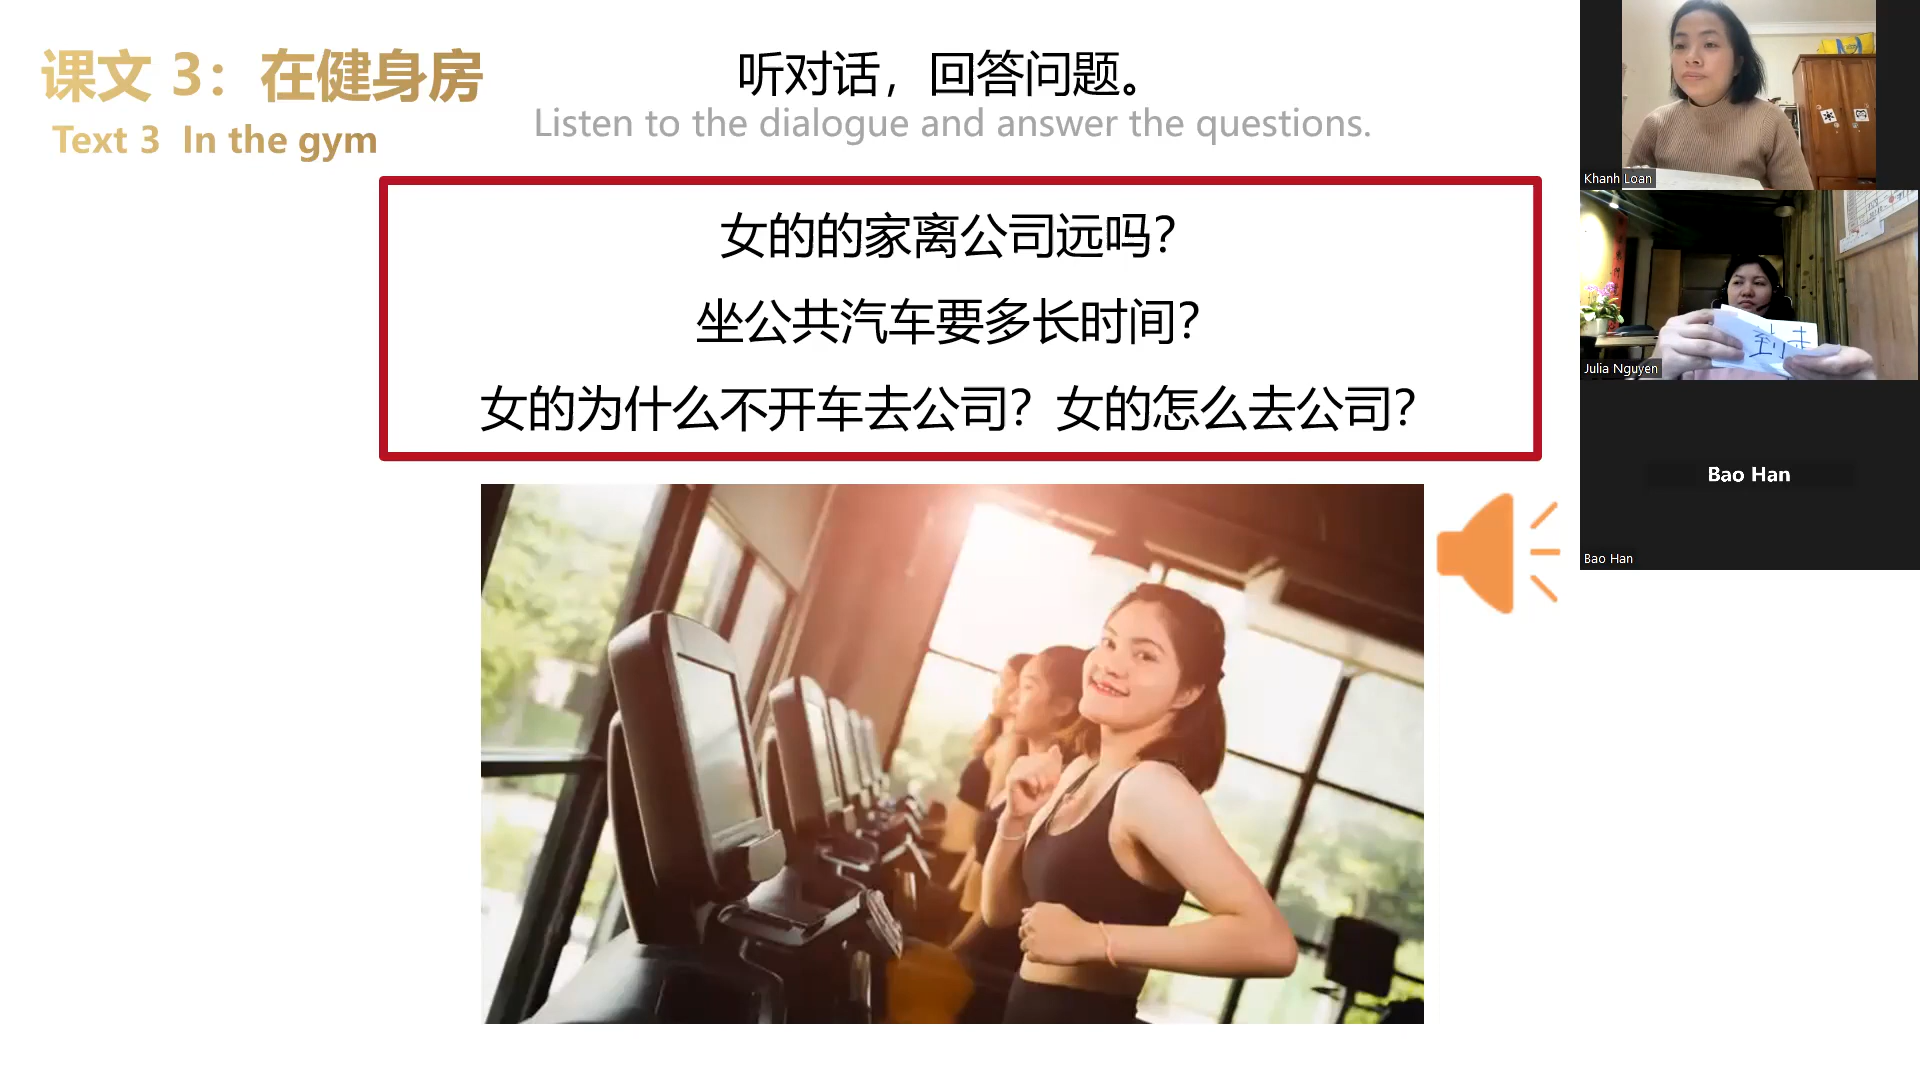 课文 3：在健身房
Text 3 In the gym
听对话，回答问题。
Listen to the dialogue and answer the questions.
女的的家离公司远吗？
坐公共汽车要多长时间？
女的为什么不开车去公司？女的怎么去公司？
Khanh Loan
到走
Julia Nguyen
Bao Han
Bao Han